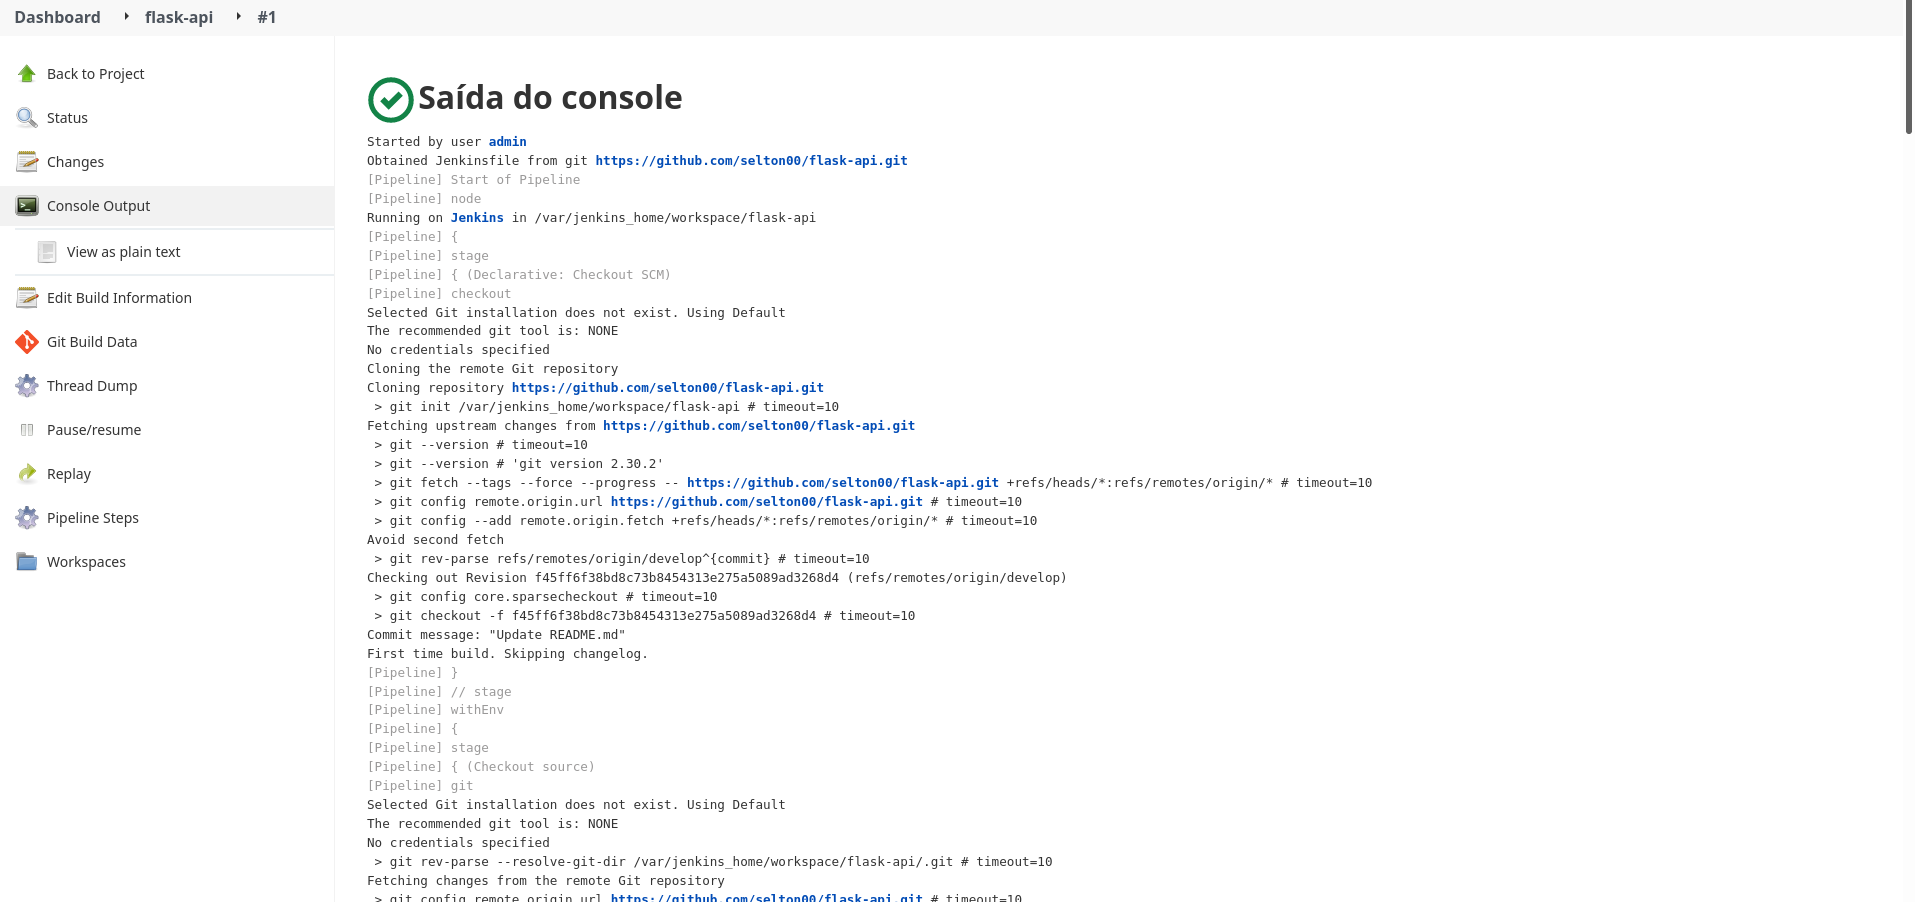 Dashboard flask-api #1
Back to Project
Status
Changes
Console Output
View as plain text
Edit Build Information
Git Build Data
Thread Dump
Pause/resume
Replay
Pipeline Steps
Workspaces
Saída do console
Started by user admin
Obtained Jenkinsfile from git https://github.com/selton00/flask-api.git
[Pipeline] Start of Pipeline
[Pipeline] node
Running on Jenkins in /var/jenkins_home/workspace/flask-api
[Pipeline] {
[Pipeline] stage
[Pipeline] { (Declarative: Checkout SCM)
[Pipeline] checkout
Selected Git installation does not exist. Using Default
The recommended git tool is: NONE
No credentials specified
Cloning the remote Git repository
Cloning repository https://github.com/selton00/flask-api.git
 > git init /var/jenkins_home/workspace/flask-api # timeout=10
Fetching upstream changes from https://github.com/selton00/flask-api.git
 > git --version # timeout=10
 > git --version # 'git version 2.30.2'
 > git fetch --tags --force --progress -- https://github.com/selton00/flask-api.git +refs/heads/*:refs/remotes/origin/* # timeout=10
 > git config remote.origin.url https://github.com/selton00/flask-api.git # timeout=10
 > git config --add remote.origin.fetch +refs/heads/*:refs/remotes/origin/* # timeout=10
Avoid second fetch
 > git rev-parse refs/remotes/origin/develop^{commit} # timeout=10
Checking out Revision f45ff6f38bd8c73b8454313e275a5089ad3268d4 (refs/remotes/origin/develop)
 > git config core.sparsecheckout # timeout=10
 > git checkout -f f45ff6f38bd8c73b8454313e275a5089ad3268d4 # timeout=10
Commit message: "Update README.md"
First time build. Skipping changelog.
[Pipeline] }
[Pipeline] // stage
[Pipeline] withEnv
[Pipeline] {
[Pipeline] stage
[Pipeline] { (Checkout source)
[Pipeline] git
Selected Git installation does not exist. Using Default
The recommended git tool is: NONE
No credentials specified
 > git rev-parse --resolve-git-dir /var/jenkins_home/workspace/flask-api/.git # timeout=10
Fetching changes from the remote Git repository
 > git config remote.origin.url https://github.com/selton00/flask-api.git # timeout=10